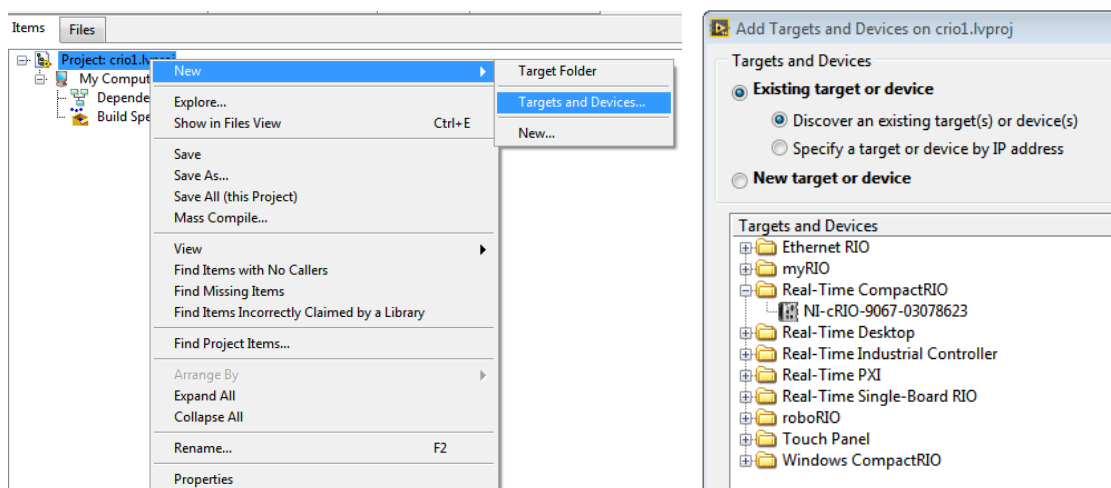 Items Files
Project: crio1.lvproj
My Comput
Depende
Build Spe
New
Explore...
Show in Files View Ctrl+E
Save
Save As...
Save All (this Project)
Mass Compile...
View
Find Items with No Callers
Find Missing Items
Find Items Incorrectly Claimed by a Library
Find Project Items...
Arrange By
Expand All
Collapse All
Rename... F2
Properties
Target Folder
Targets and Devices...
New...
Add Targets and Devices on crio1.lvproj
Targets and Devices
Existing target or device
Discover an existing target(s) or device(s)
Specify a target or device by IP address
New target or device
Targets and Devices
Ethernet RIO
myRIO
Real-Time CompactRIO
NI-cRIO-9067-03078623
Real-Time Desktop
Real-Time Industrial Controller
Real-Time PXI
Real-Time Single-Board RIO
roboRIO
Touch Panel
Windows CompactRIO